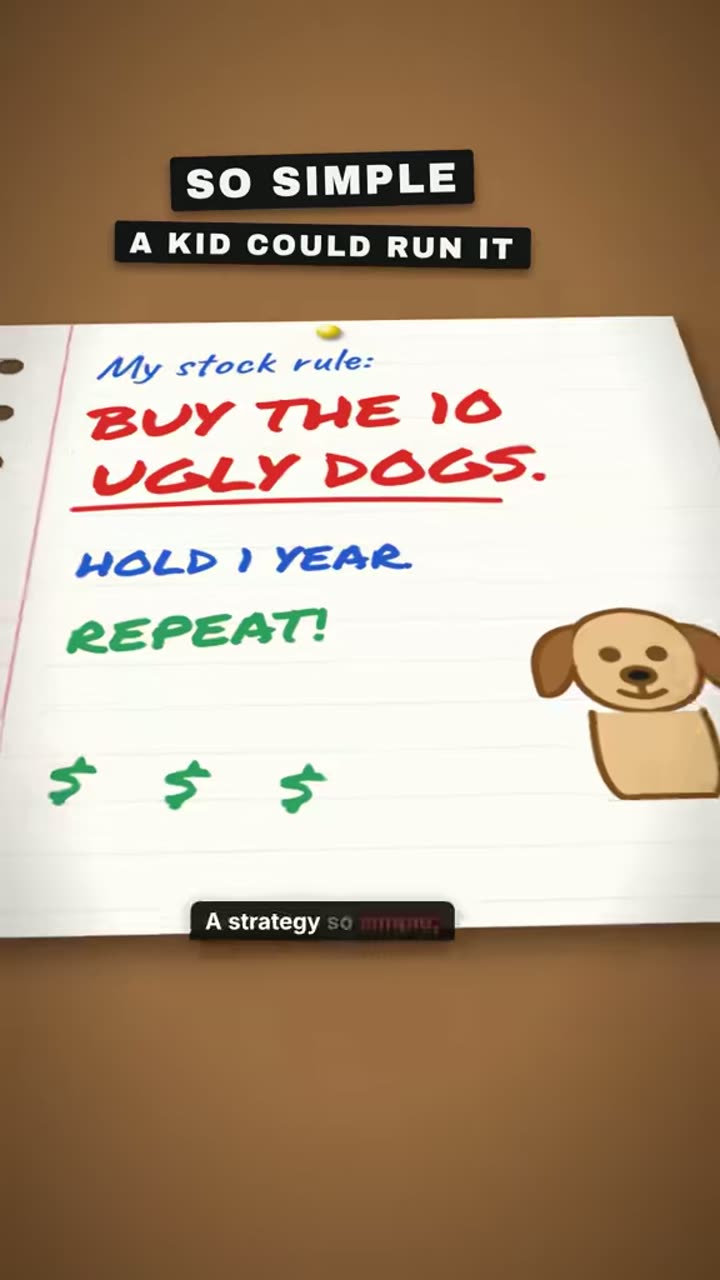 SO SIMPLE
A KID COULD RUN IT
My stock rule:
BUY THE 10
UGLY DOGS.
HOLD 1 YEAR
REPEAT!
$ $ $
A strategy so